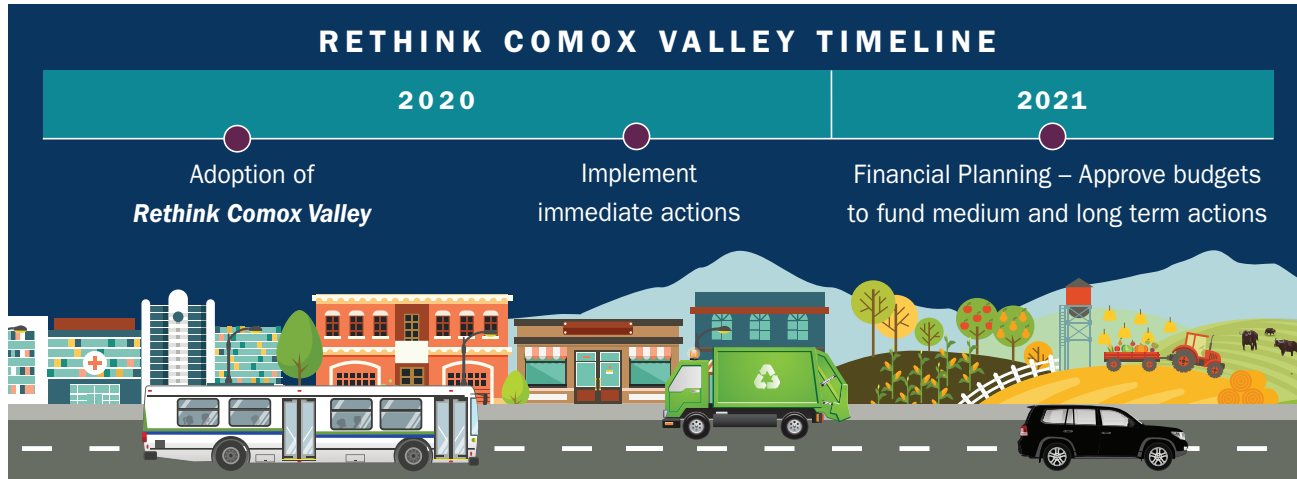 RETHINK COMOX VALLEY TIMELINE
2020
2021
Adoption of
Rethink Comox Valley
Implement
immediate actions
Financial Planning – Approve budgets
to fund medium and long term actions